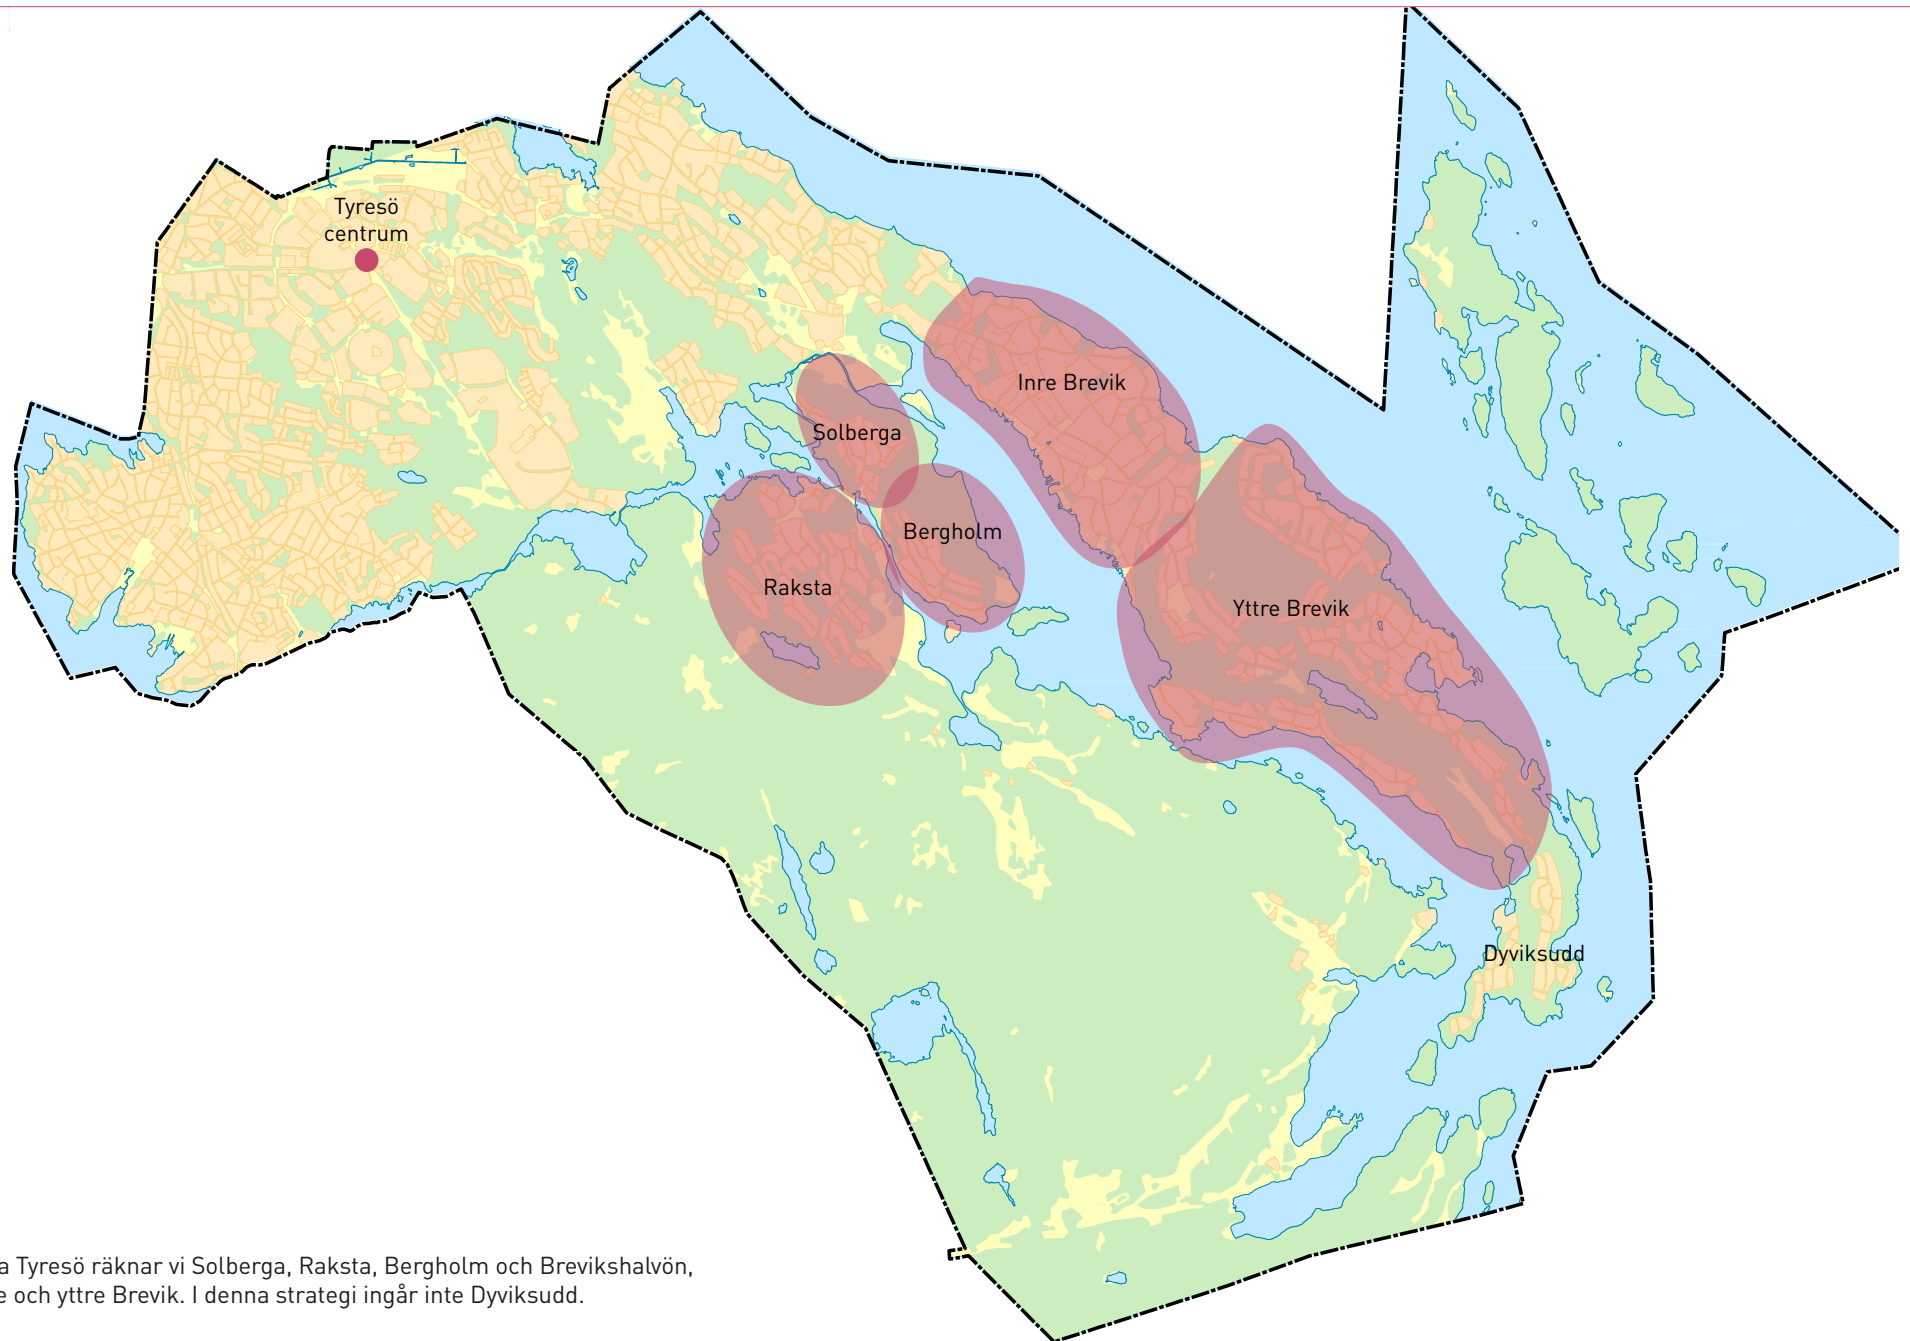 Tyresö
centrum
Inre Brevik
Solberga
Bergholm
Raksta
Yttre Brevik
Dyviksudd
a Tyresö räknar vi Solberga, Raksta, Bergholm och Brevikshalvön,
e och yttre Brevik. I denna strategi ingår inte Dyviksudd.